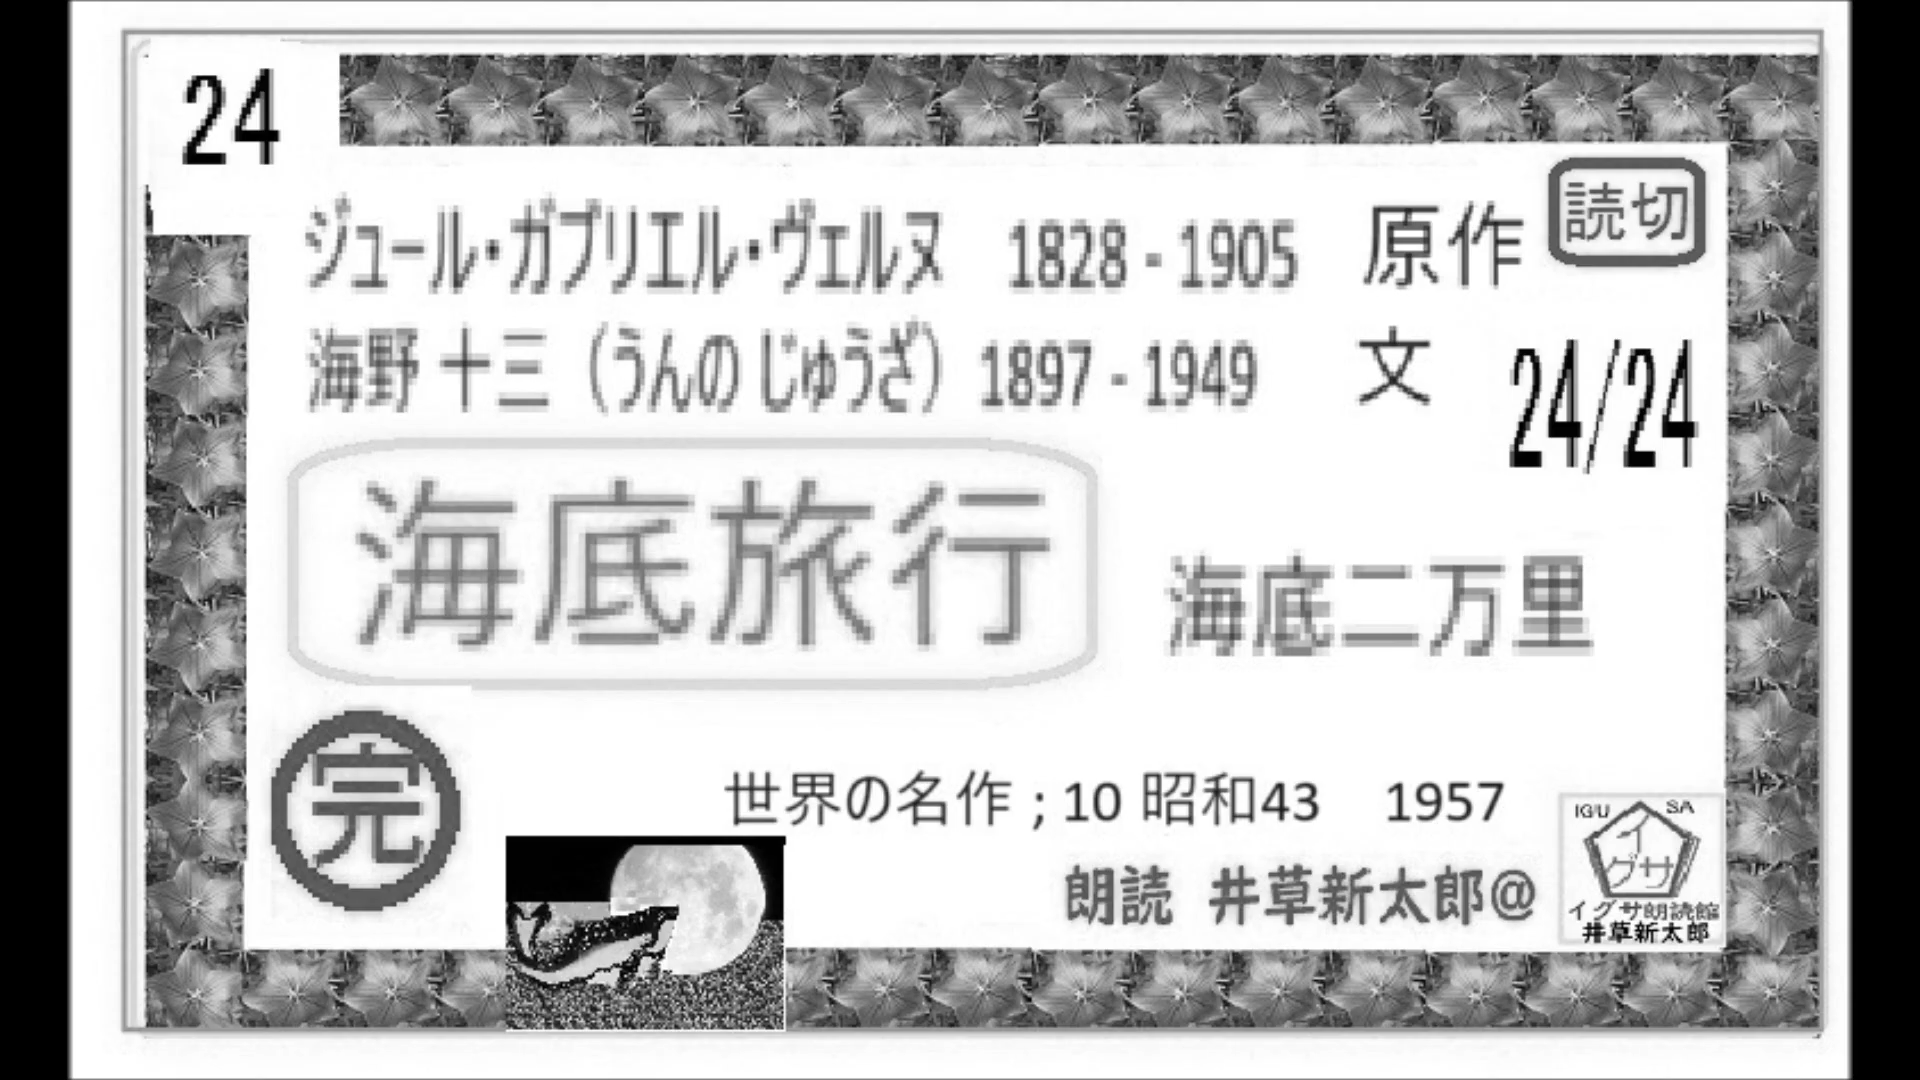 24
ジュール・ガブリエル・ヴェルヌ 1828 - 1905 原作 読切
海野 十三（うんの じゅうざ）1897 - 1949 文
24/24
海底旅行
海底二万里
完
世界の名作 ; 10 昭和43 1957
朗読 井草新太郎@
IGU SA
イ
グサ
イグサ朗読館
井草新太郎